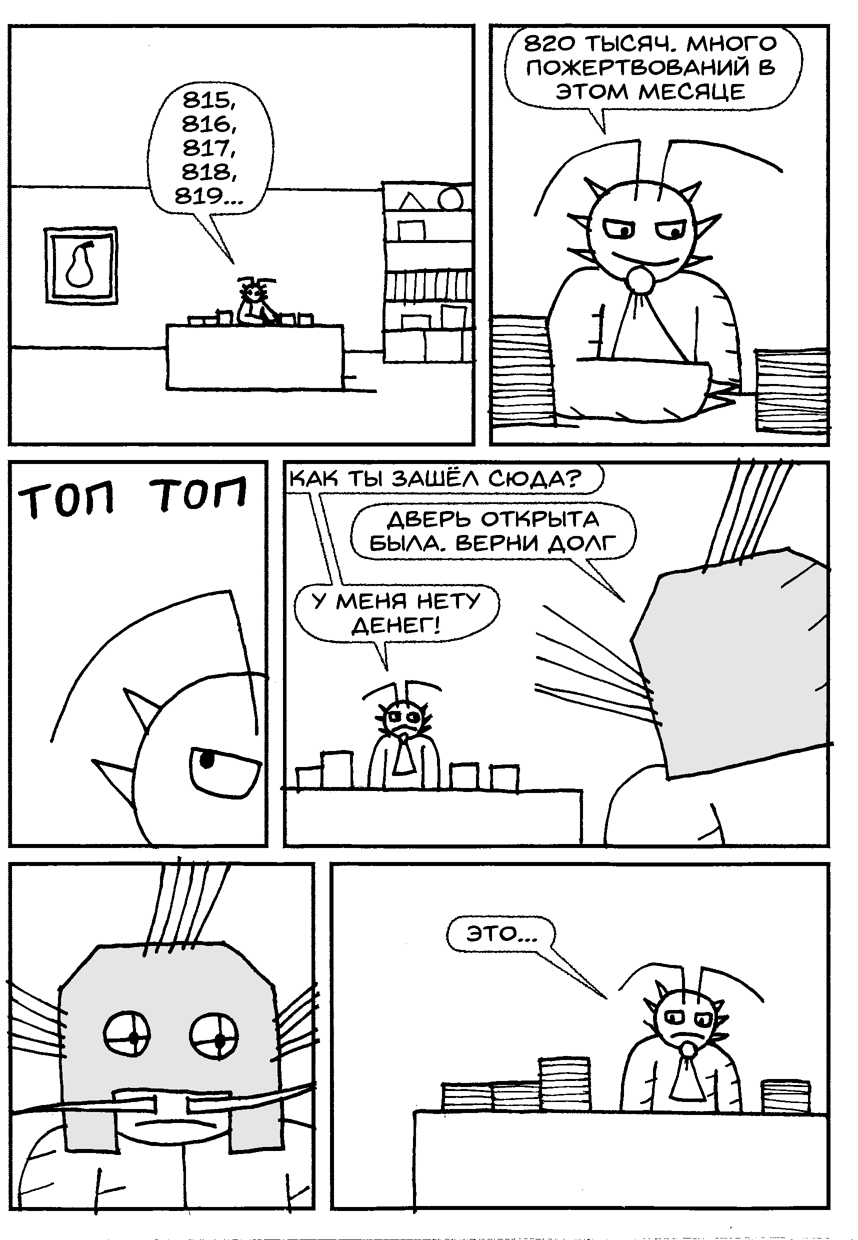 815,
816,
817,
818,
819...
820 ТЫСЯЧ. МНОГО
ПОЖЕРТВОВАНИЙ В
ЭТОМ МЕСЯЦЕ
ТОП ТОП
КАК ТЫ ЗАШЁЛ СЮДА?
ДВЕРЬ ОТКРЫТА
БЫЛА. ВЕРНИ ДОЛГ
У МЕНЯ НЕТУ
ДЕНЕГ!
ЭТО...